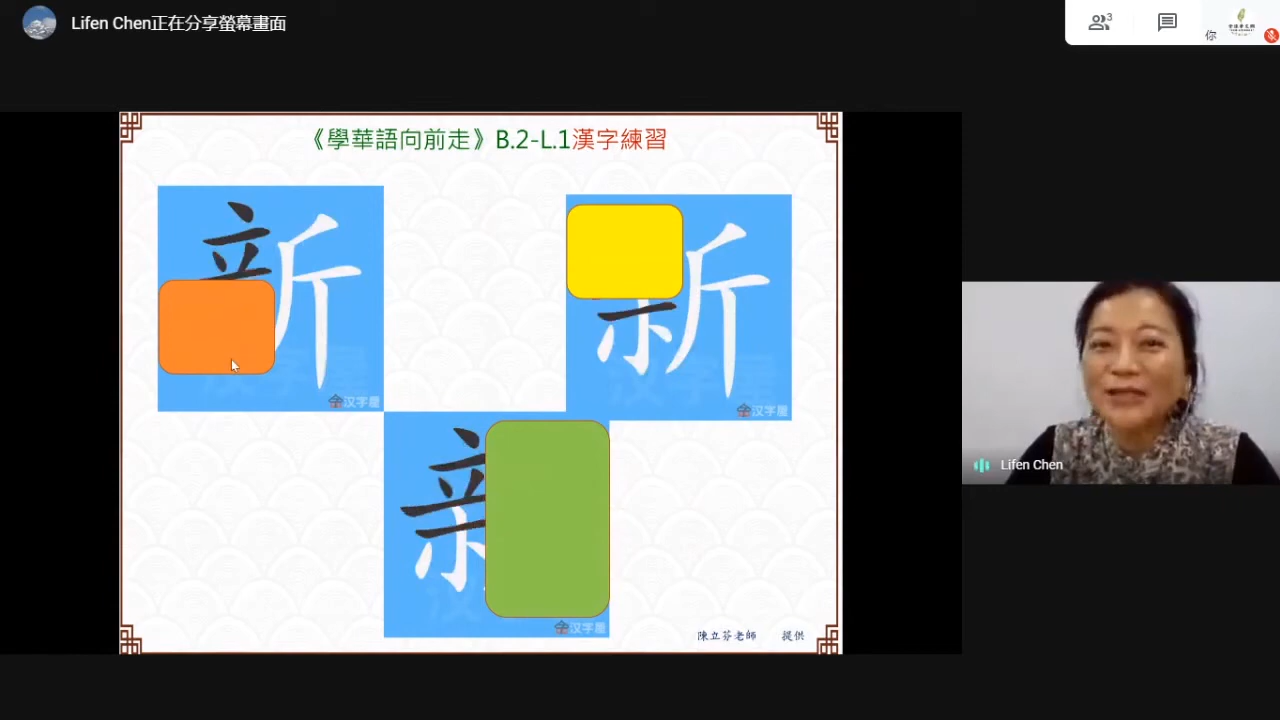 Lifen Chen正在分享螢幕畫面
3
你
《學華語向前走》B.2-L.1漢字練習
新
新
汉字屋
汉字屋
Lifen Chen
汉字屋
陳立芬老師 提供